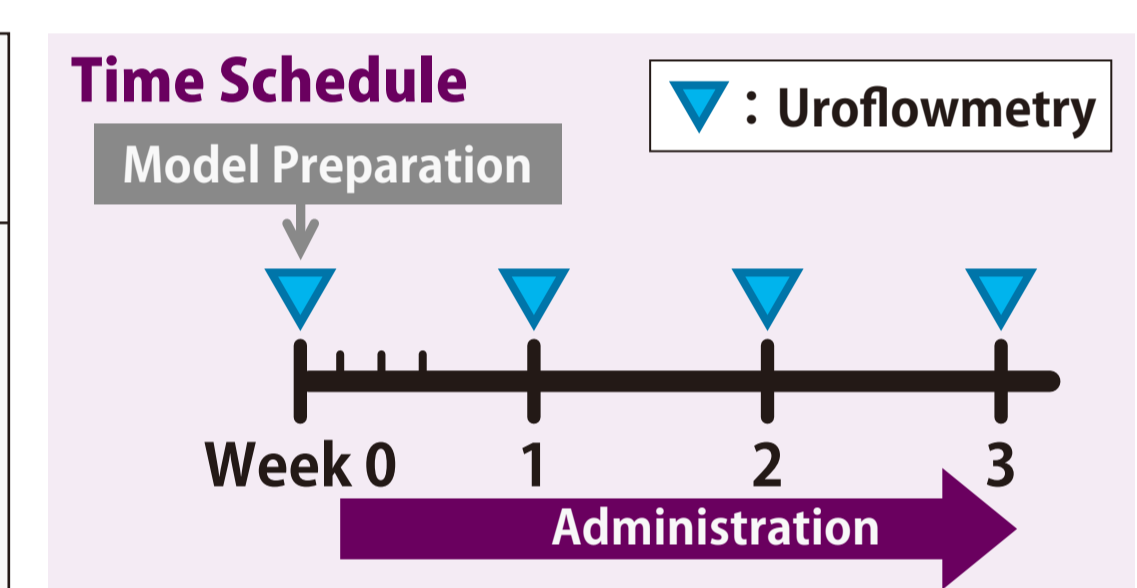 Time Schedule
: Uroflowmetry
Model Preparation
Week 0 1 2 3
Administration